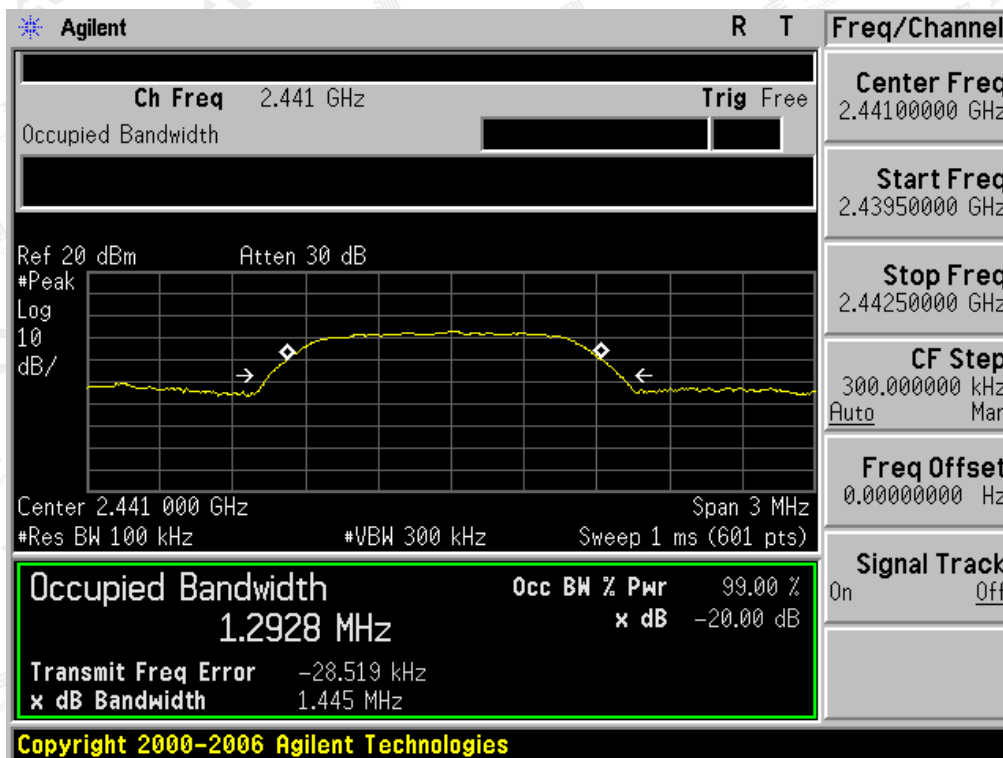 Agilent R T
Ch Freq 2.441 GHz Trig Free
Occupied Bandwidth
Ref 20 dBm Atten 30 dB
#Peak
Log
10
dB/
Center 2.441 000 GHz Span 3 MHz
#Res BW 100 kHz #VBW 300 kHz Sweep 1 ms (601 pts)
Occupied Bandwidth Occ BW % Pwr 99.00 %
1.2928 MHz x dB -20.00 dB
Transmit Freq Error -28.519 kHz
x dB Bandwidth 1.445 MHz
Copyright 2000-2006 Agilent Technologies
Freq/Channel
Center Freq
2.44100000 GHz
Start Freq
2.43950000 GHz
Stop Freq
2.44250000 GHz
CF Step
300.000000 kHz
Auto Man
Freq Offset
0.00000000 Hz
Signal Track
On Off